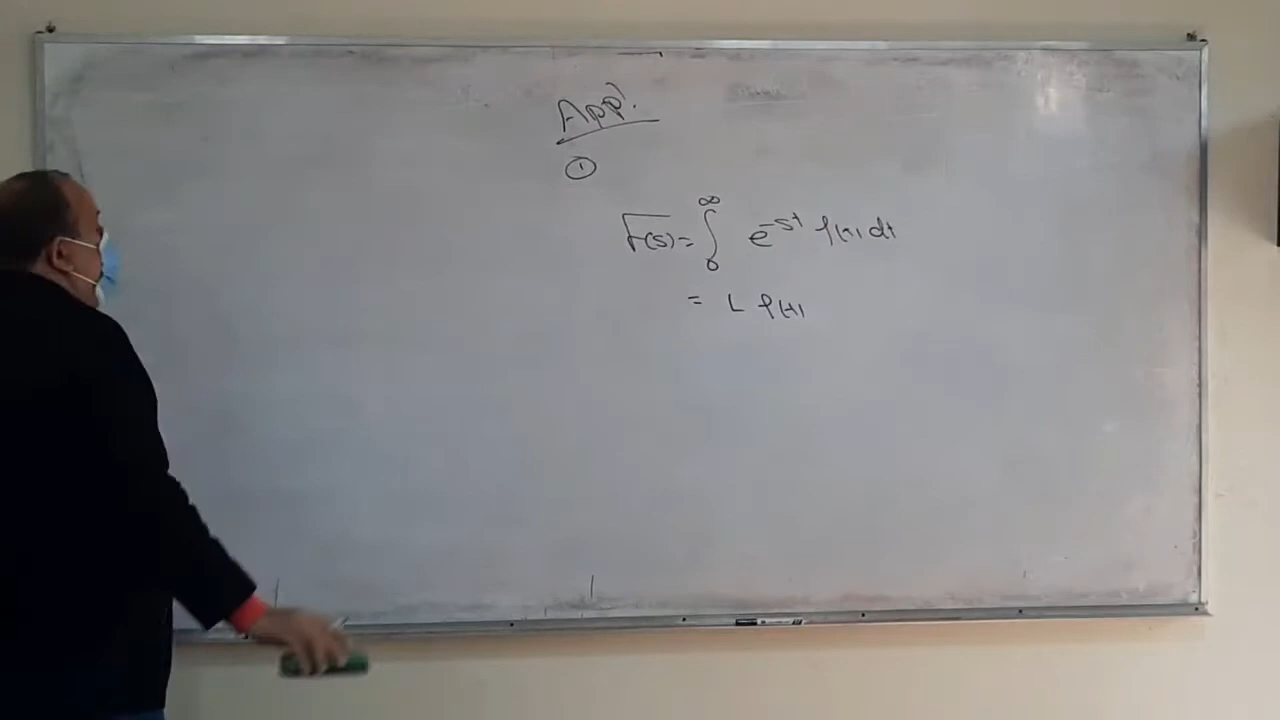 App:
①
F(s) = ∫₀^∞ e^{-st} f(t) dt
= L f(t)